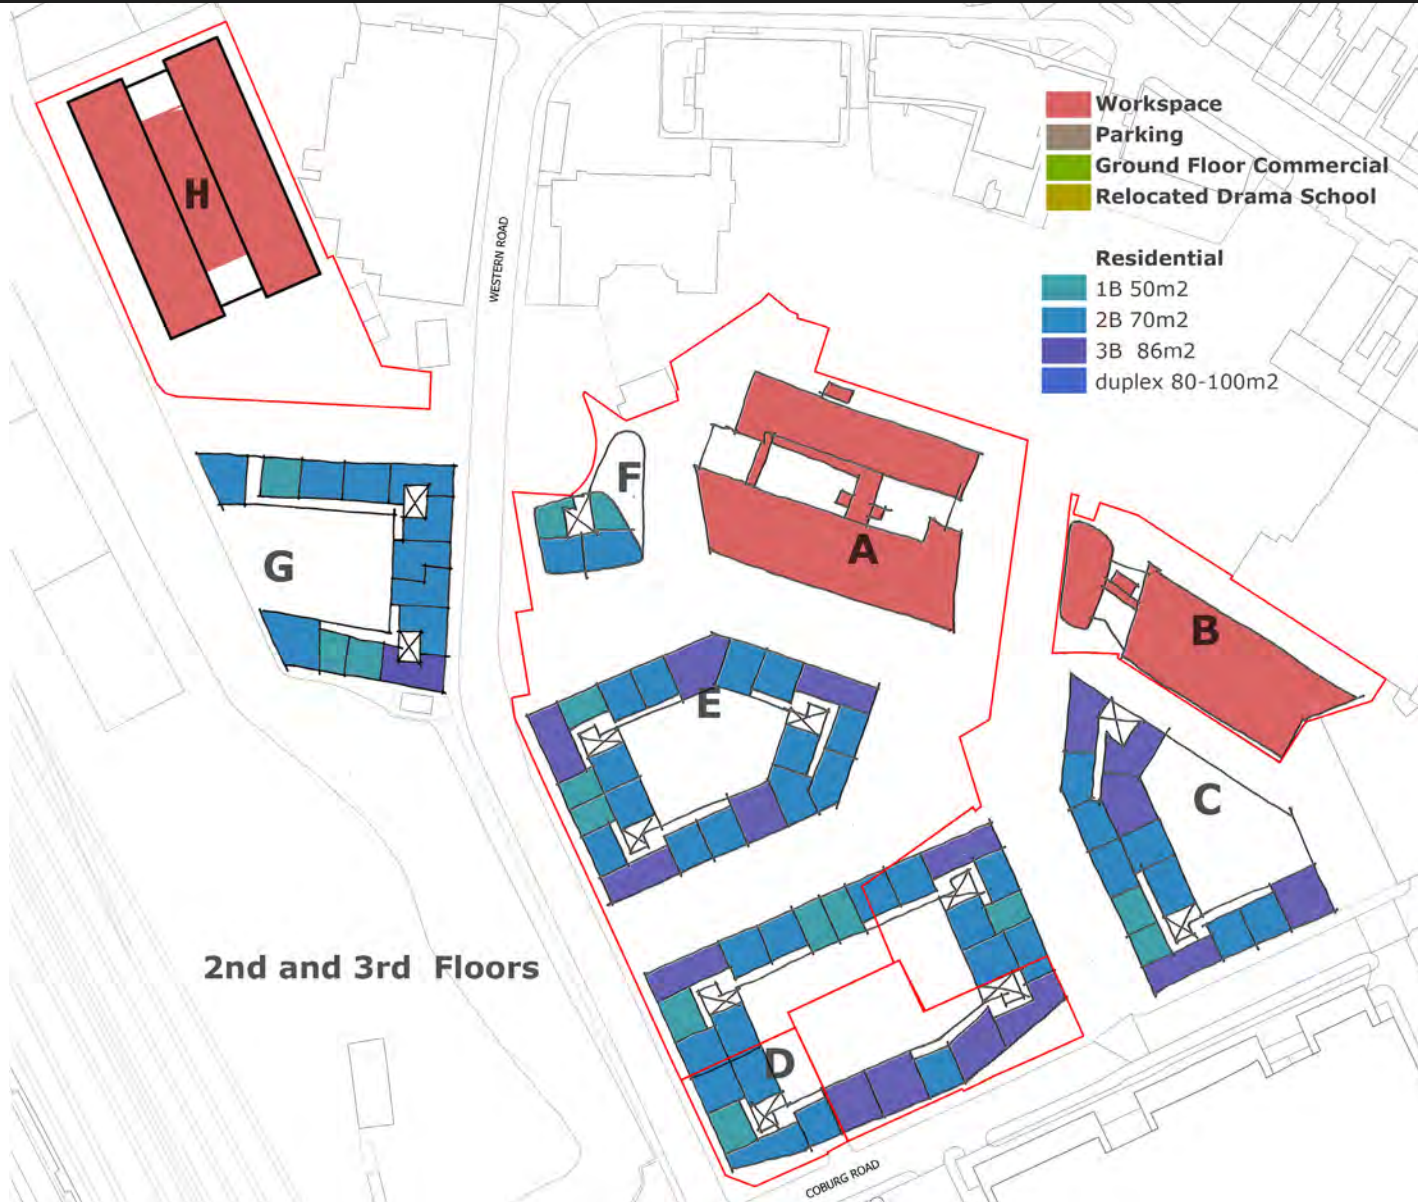 H
WESTERN ROAD
Workspace
Parking
Ground Floor Commercial
Relocated Drama School
Residential
1B 50m2
2B 70m2
3B 86m2
duplex 80-100m2
F
A
G
B
E
C
2nd and 3rd Floors
D
COBURG ROAD